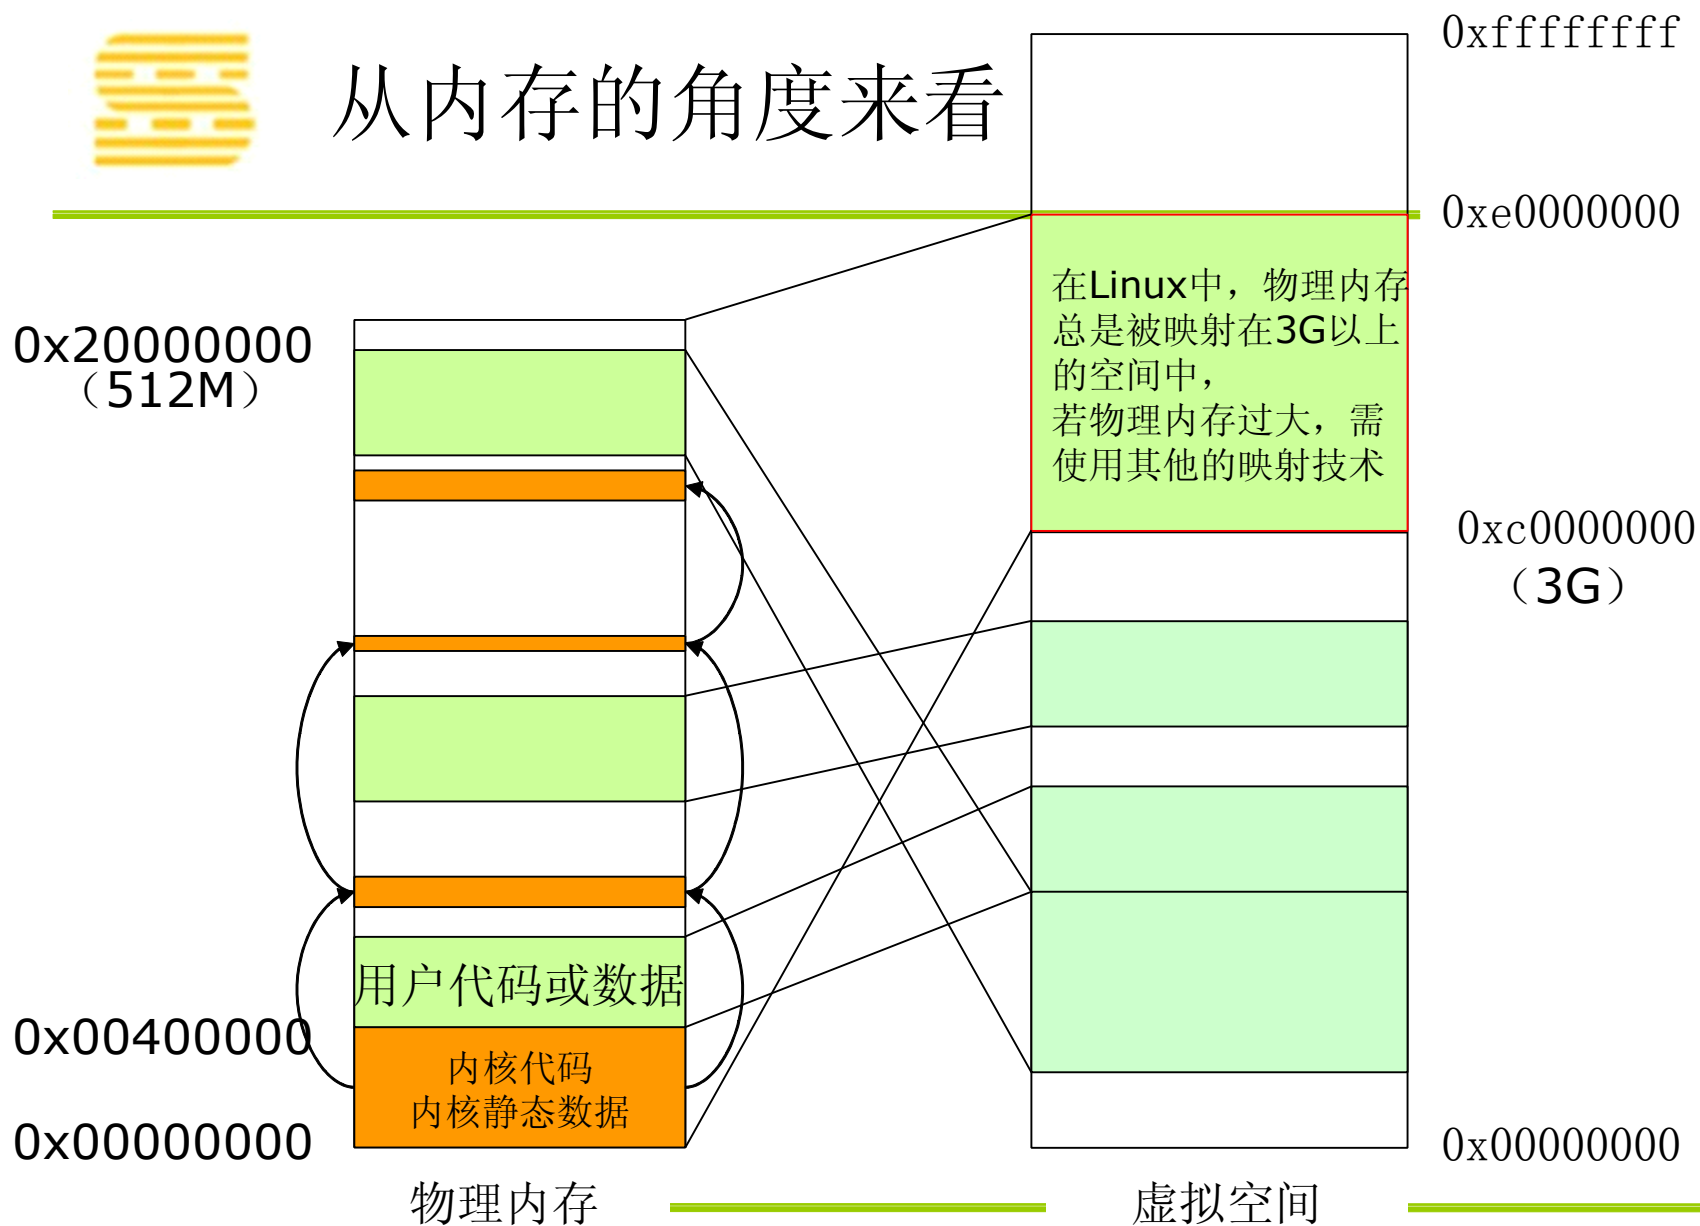 从内存的角度来看
0xffffffff
0xe0000000
在Linux中，物理内存
总是被映射在3G以上
的空间中，
若物理内存过大，需
使用其他的映射技术
0x20000000
（512M）
0xc0000000
（3G）
用户代码或数据
0x00400000
内核代码
内核静态数据
0x00000000
0x00000000
物理内存
虚拟空间